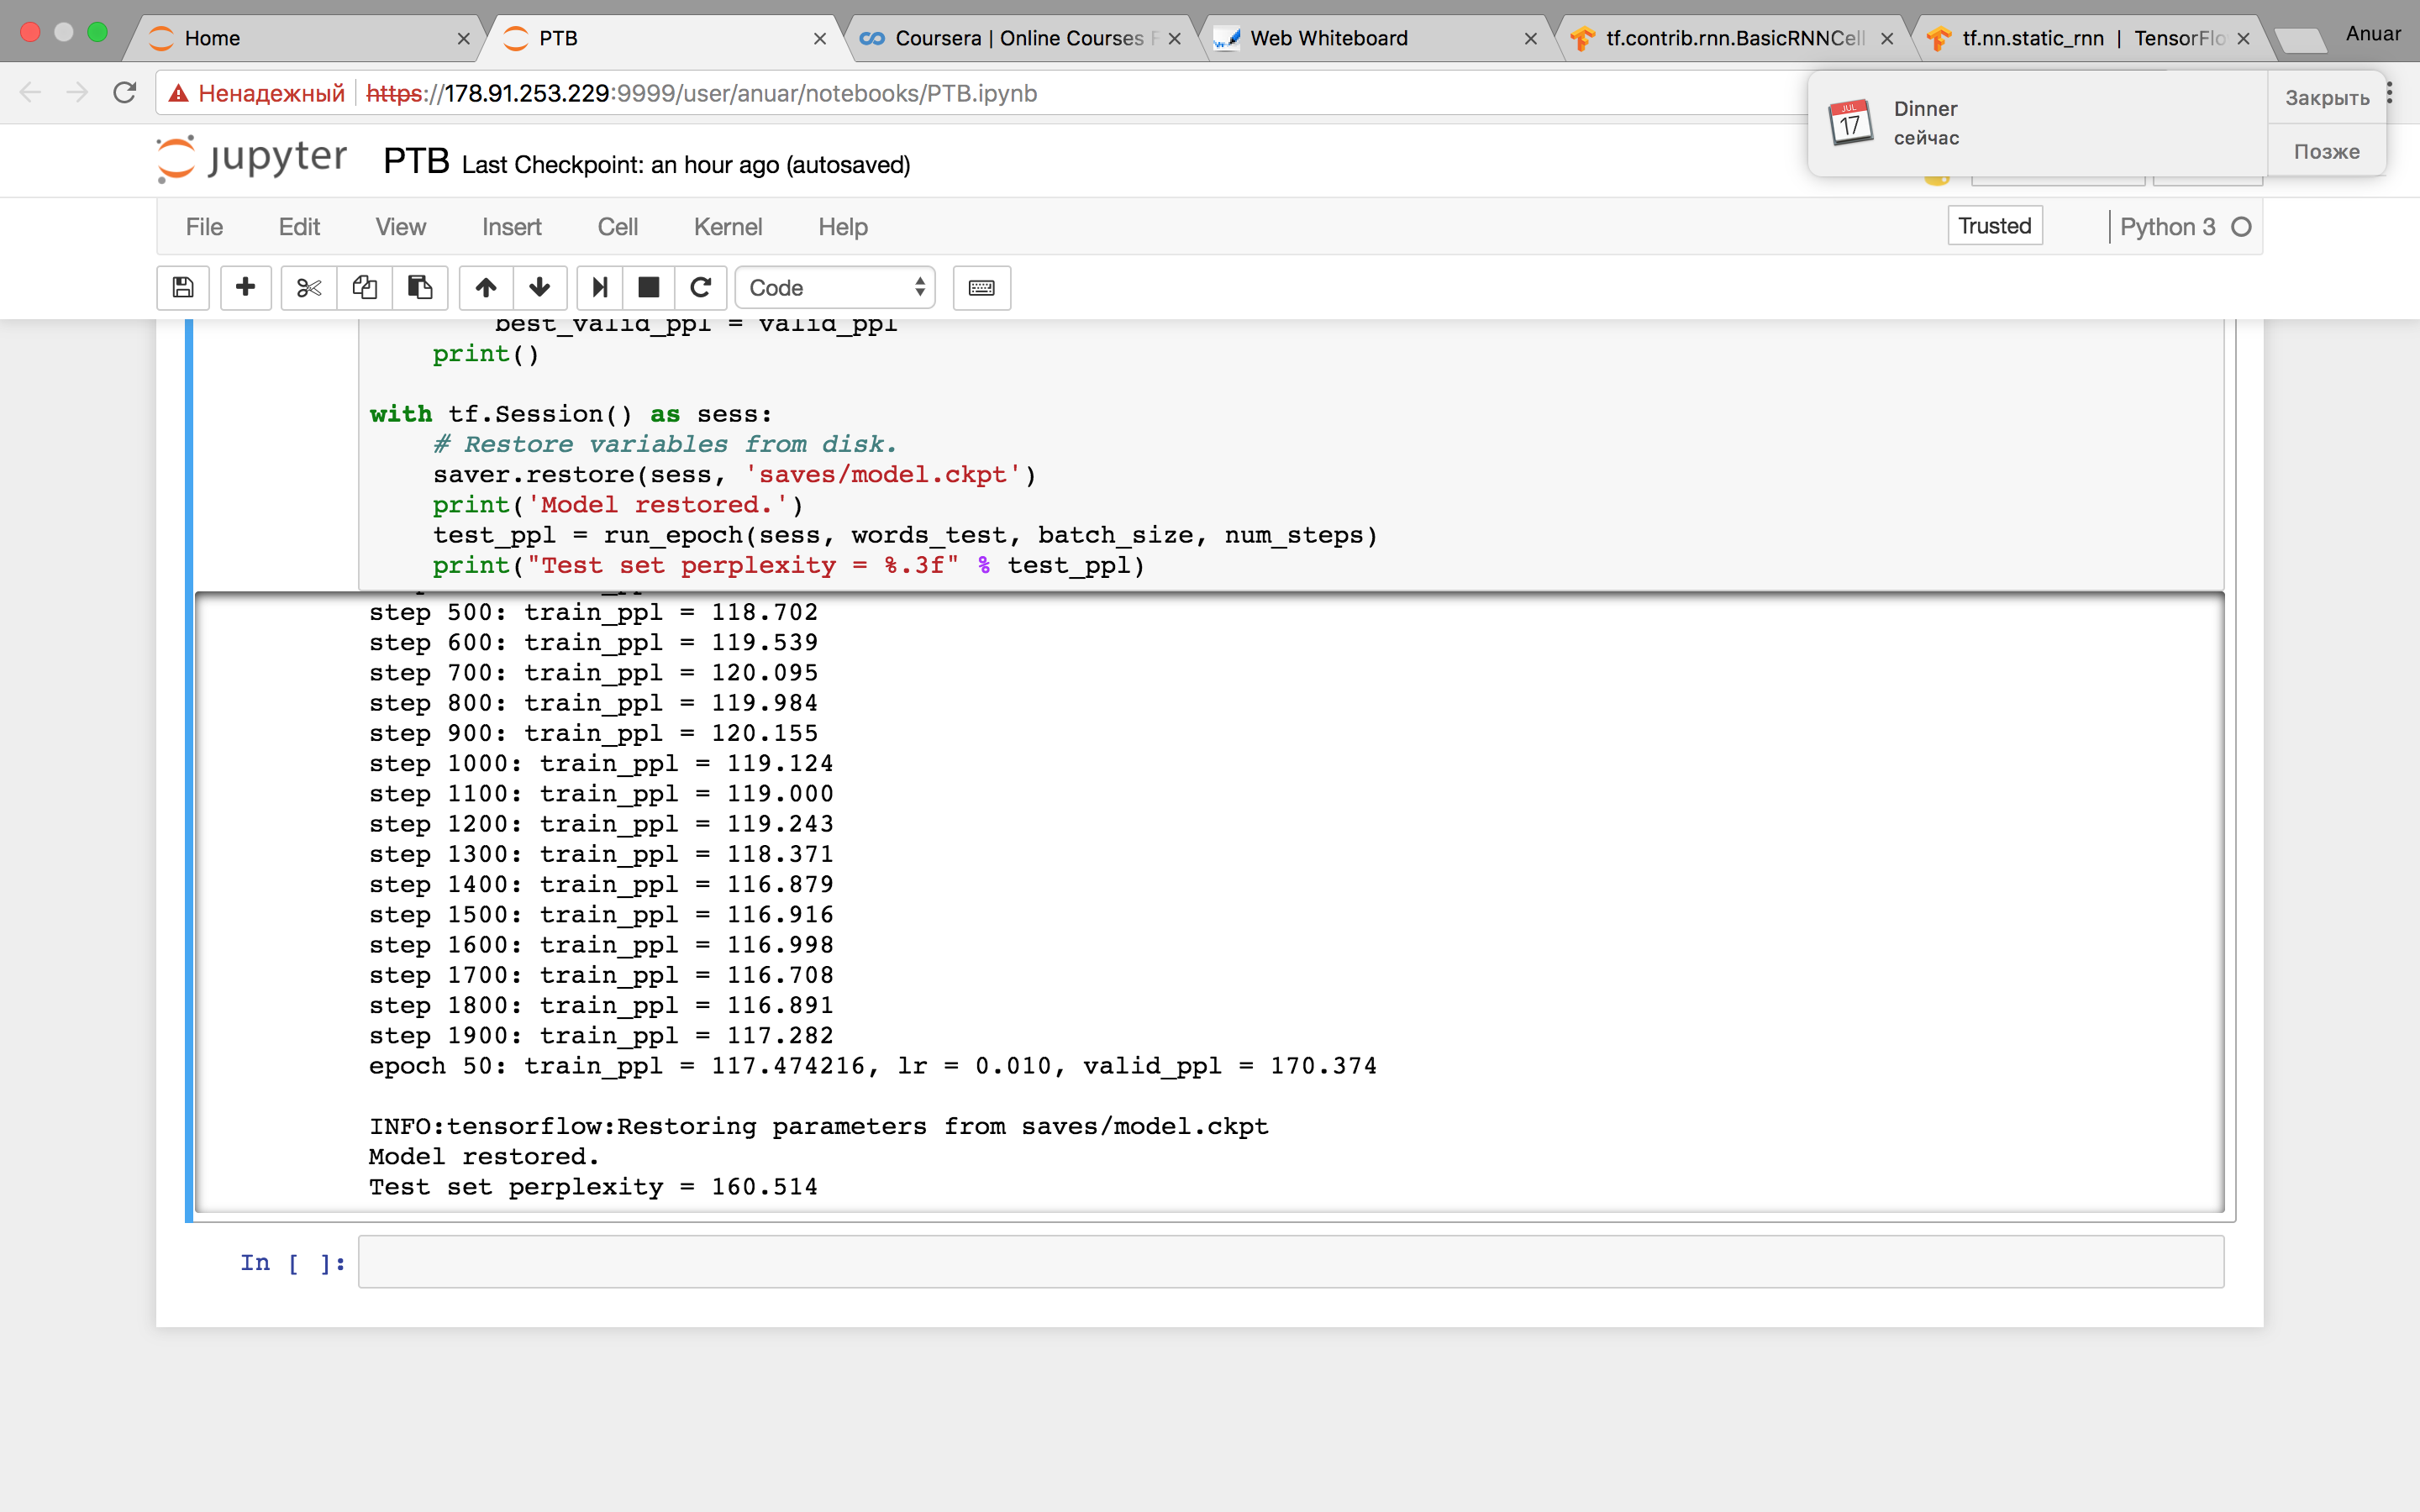 Home
PTB
Coursera | Online Courses F
Web Whiteboard
tf.contrib.rnn.BasicRNNCell
tf.nn.static_rnn | TensorFlo
Anuar
Ненадежный https://178.91.253.229:9999/user/anuar/notebooks/PTB.ipynb
JUL
17
Dinner
сейчас
Закрыть
Позже
jupyter PTB Last Checkpoint: an hour ago (autosaved)
File Edit View Insert Cell Kernel Help
Trusted
Python 3
Code
best_valid_ppl = valid_ppl
print()
with tf.Session() as sess:
# Restore variables from disk.
saver.restore(sess, 'saves/model.ckpt')
print('Model restored.')
test_ppl = run_epoch(sess, words_test, batch_size, num_steps)
print("Test set perplexity = %.3f" % test_ppl)
step 500: train_ppl = 118.702
step 600: train_ppl = 119.539
step 700: train_ppl = 120.095
step 800: train_ppl = 119.984
step 900: train_ppl = 120.155
step 1000: train_ppl = 119.124
step 1100: train_ppl = 119.000
step 1200: train_ppl = 119.243
step 1300: train_ppl = 118.371
step 1400: train_ppl = 116.879
step 1500: train_ppl = 116.916
step 1600: train_ppl = 116.998
step 1700: train_ppl = 116.708
step 1800: train_ppl = 116.891
step 1900: train_ppl = 117.282
epoch 50: train_ppl = 117.474216, lr = 0.010, valid_ppl = 170.374
INFO:tensorflow:Restoring parameters from saves/model.ckpt
Model restored.
Test set perplexity = 160.514
In [ ]: